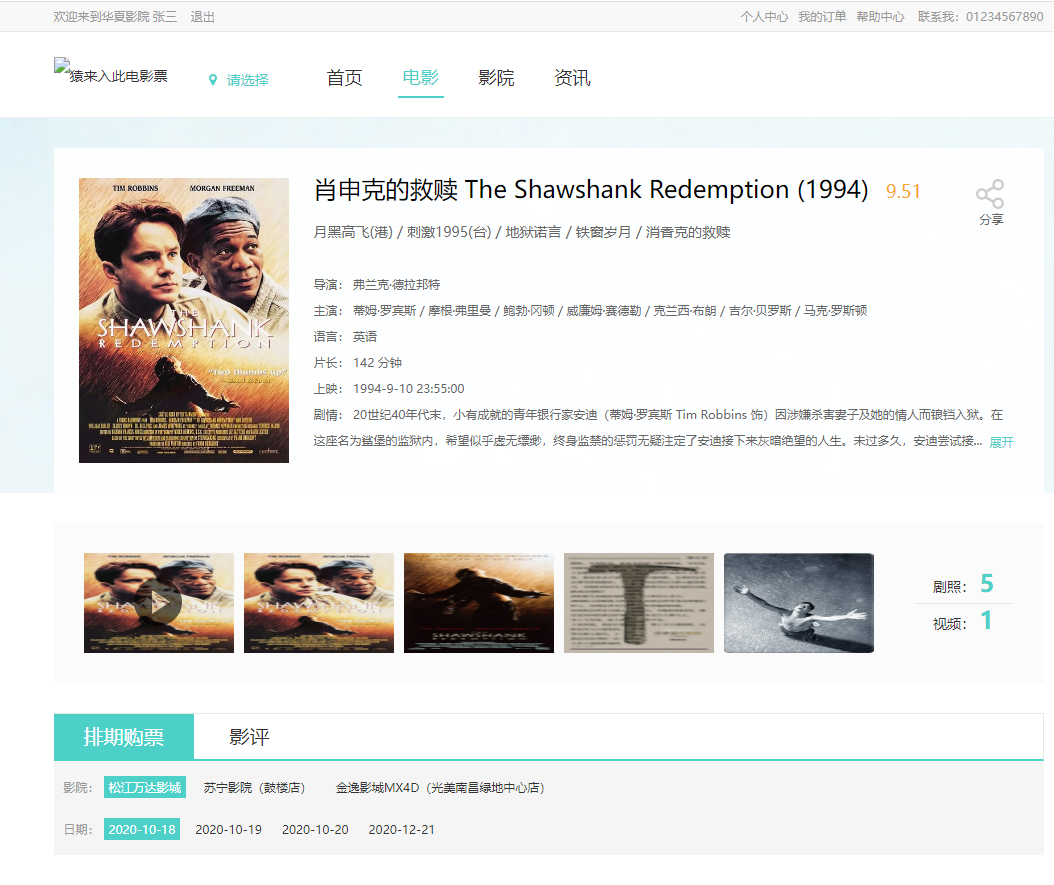 欢迎来到华夏影院 张三 退出 个人中心 我的订单 帮助中心 联系我：01234567890
猿来入此电影票 请选择 首页 电影 影院 资讯
TIM ROBBINS MORGAN FREEMAN
THE
SHAWSHANK
REDEMPTION
"two thumbs up!"
肖申克的救赎 The Shawshank Redemption (1994) 9.51
分享
月黑高飞(港) / 刺激1995(台) / 地狱诺言 / 铁窗岁月 / 消香克的救赎
导演： 弗兰克·德拉邦特
主演： 蒂姆·罗宾斯 / 摩根·弗里曼 / 鲍勃·冈顿 / 威廉姆·赛德勒 / 克兰西·布朗 / 吉尔·贝罗斯 / 马克·罗斯顿
语言： 英语
片长： 142 分钟
上映： 1994-9-10 23:55:00
剧情： 20世纪40年代末，小有成就的青年银行家安迪（蒂姆·罗宾斯 Tim Robbins 饰）因涉嫌杀害妻子及她的情人而锒铛入狱。在
这座名为鲨堡的监狱内，希望似乎虚无缥缈，终身监禁的惩罚无疑注定了安迪接下来灰暗绝望的人生。未过多久，安迪尝试接... 展开
SHAWSHANK
剧照： 5
视频： 1
排期购票 影评
影院： 松江万达影城 苏宁影院（鼓楼店） 金逸影城MX4D（光美南昌绿地中心店）
日期： 2020-10-18 2020-10-19 2020-10-20 2020-12-21